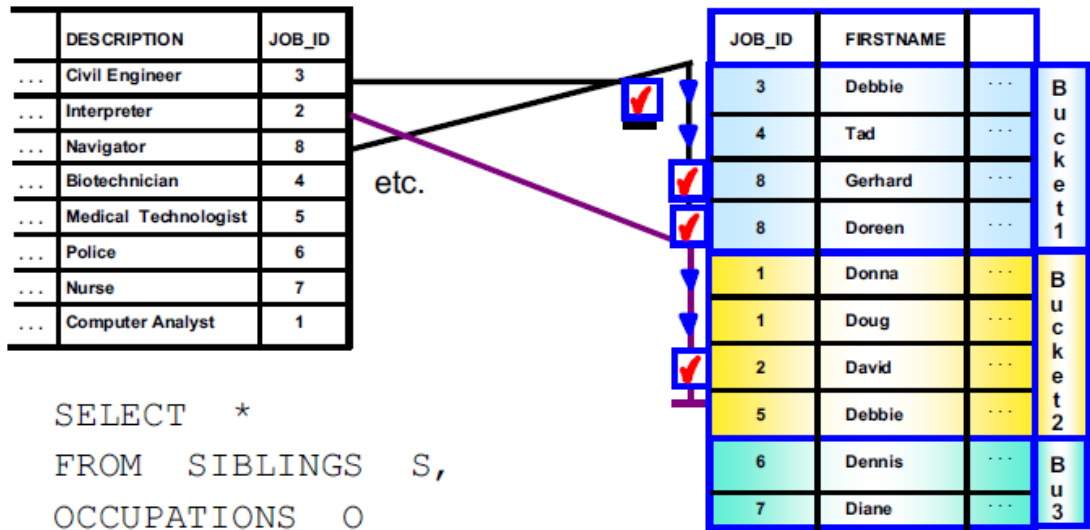 DESCRIPTION JOB_ID
... Civil Engineer 3
... Interpreter 2
... Navigator 8
... Biotechnician 4
... Medical Technologist 5
... Police 6
... Nurse 7
... Computer Analyst 1
etc.
JOB_ID FIRSTNAME
3 Debbie ...
4 Tad ...
8 Gerhard ...
8 Doreen ...
Bucket1
1 Donna ...
1 Doug ...
2 David ...
5 Debbie ...
Bucket2
6 Dennis ...
7 Diane ...
Bu3
SELECT *
FROM SIBLINGS S,
OCCUPATIONS O